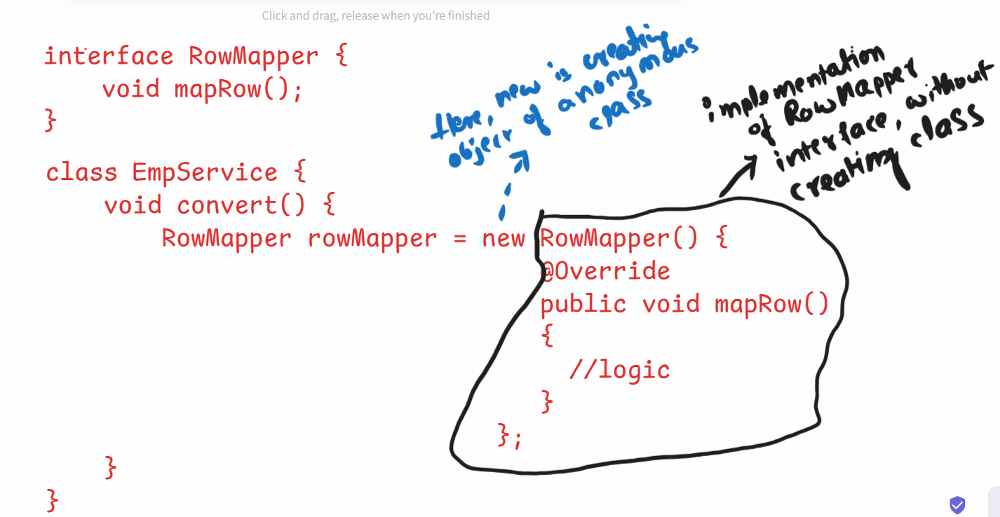 Click and drag, release when you're finished
interface RowMapper {
void mapRow();
}
class EmpService {
void convert() {
RowMapper rowMapper = new RowMapper() {
@Override
public void mapRow()
{
//logic
}
};
}
}
Here, new is creating
object of anonymous
class
implementation
of RowMapper
interface, without
creating class